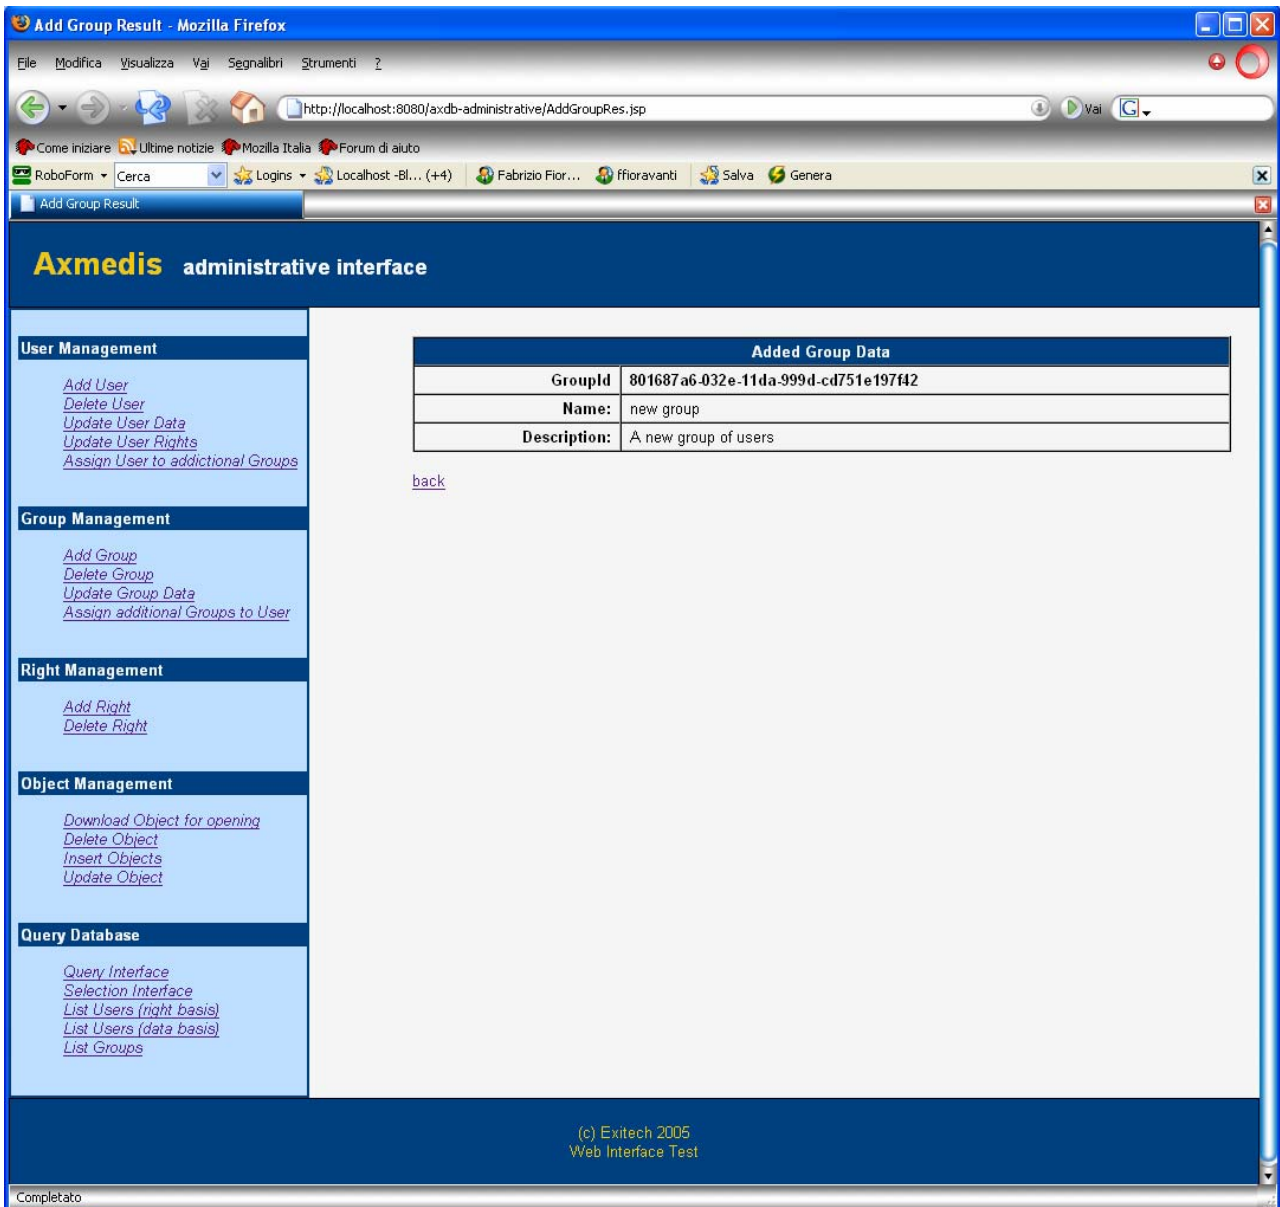 Add Group Result - Mozilla Firefox
File Modifica Visualizza Vai Segnalibri Strumenti ?
http://localhost:8080/axdb-administrative/AddGroupRes.jsp Vai G
Come iniziare Ultime notizie Mozilla Italia Forum di aiuto
RoboForm Cerca Logins Localhost -Bl... (+4) Fabrizio Fior... ffioravanti Salva Genera
Add Group Result
Axmedis administrative interface
User Management
Add User
Delete User
Update User Data
Update User Rights
Assign User to addictional Groups
Group Management
Add Group
Delete Group
Update Group Data
Assign additional Groups to User
Right Management
Add Right
Delete Right
Object Management
Download Object for opening
Delete Object
Insert Objects
Update Object
Query Database
Query Interface
Selection Interface
List Users (right basis)
List Users (data basis)
List Groups
Added Group Data
GroupId 801687a6-032e-11da-999d-cd751e197f42
Name: new group
Description: A new group of users
back
(c) Exitech 2005
Web Interface Test
Completato